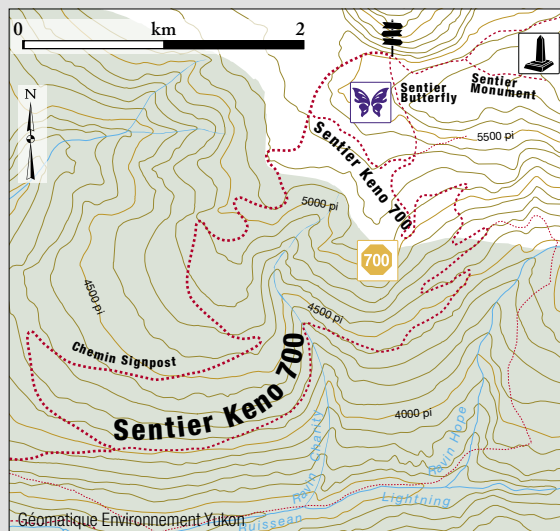 0 km 2
N
Sentier
Butterfly
Sentier
Monument
Sentier Keno 700
5500 pi
5000 pi
700
4500 pi
4500 pi
Chemin Signpost
Sentier Keno 700
4000 pi
Ravin Charity
Ravin Hope
Lightning
Ruisseau
Géomatique Environnement Yukon